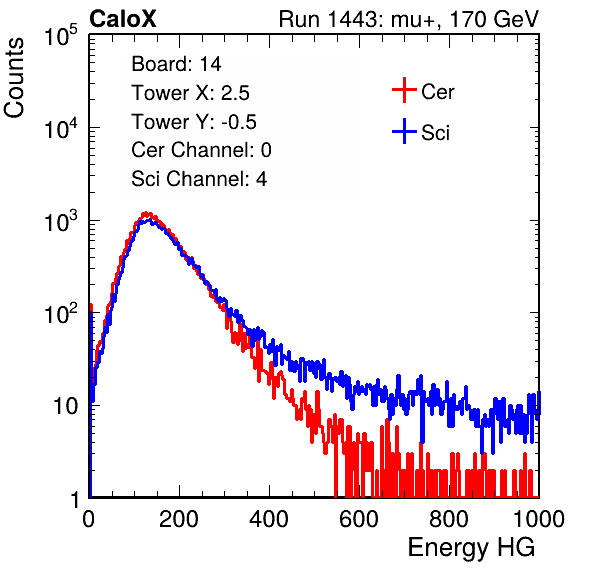 CaloX Run 1443: mu+, 170 GeV
Counts
Board: 14
Tower X: 2.5
Tower Y: -0.5
Cer Channel: 0
Sci Channel: 4
Cer
Sci
10^5
10^4
10^3
10^2
10
1
0 200 400 600 800 1000
Energy HG